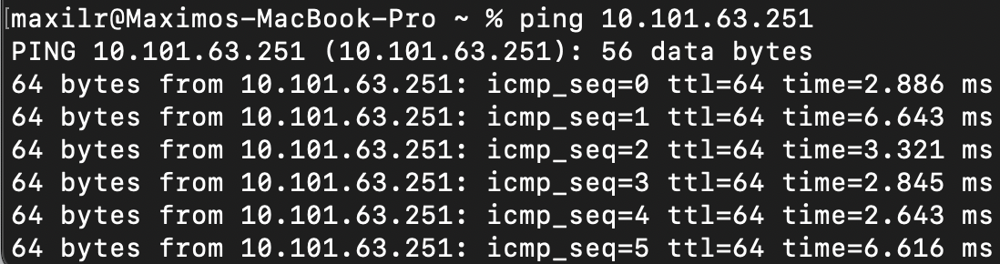 [maxilr@Maximos-MacBook-Pro ~ % ping 10.101.63.251
PING 10.101.63.251 (10.101.63.251): 56 data bytes
64 bytes from 10.101.63.251: icmp_seq=0 ttl=64 time=2.886 ms
64 bytes from 10.101.63.251: icmp_seq=1 ttl=64 time=6.643 ms
64 bytes from 10.101.63.251: icmp_seq=2 ttl=64 time=3.321 ms
64 bytes from 10.101.63.251: icmp_seq=3 ttl=64 time=2.845 ms
64 bytes from 10.101.63.251: icmp_seq=4 ttl=64 time=2.643 ms
64 bytes from 10.101.63.251: icmp_seq=5 ttl=64 time=6.616 ms